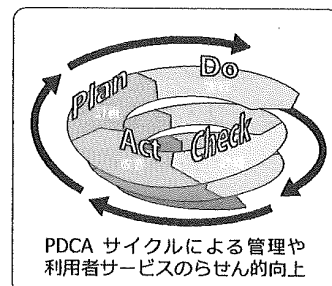 Plan
Do
Act
Check
PDCA サイクルによる管理や
利用者サービスのらせん的向上